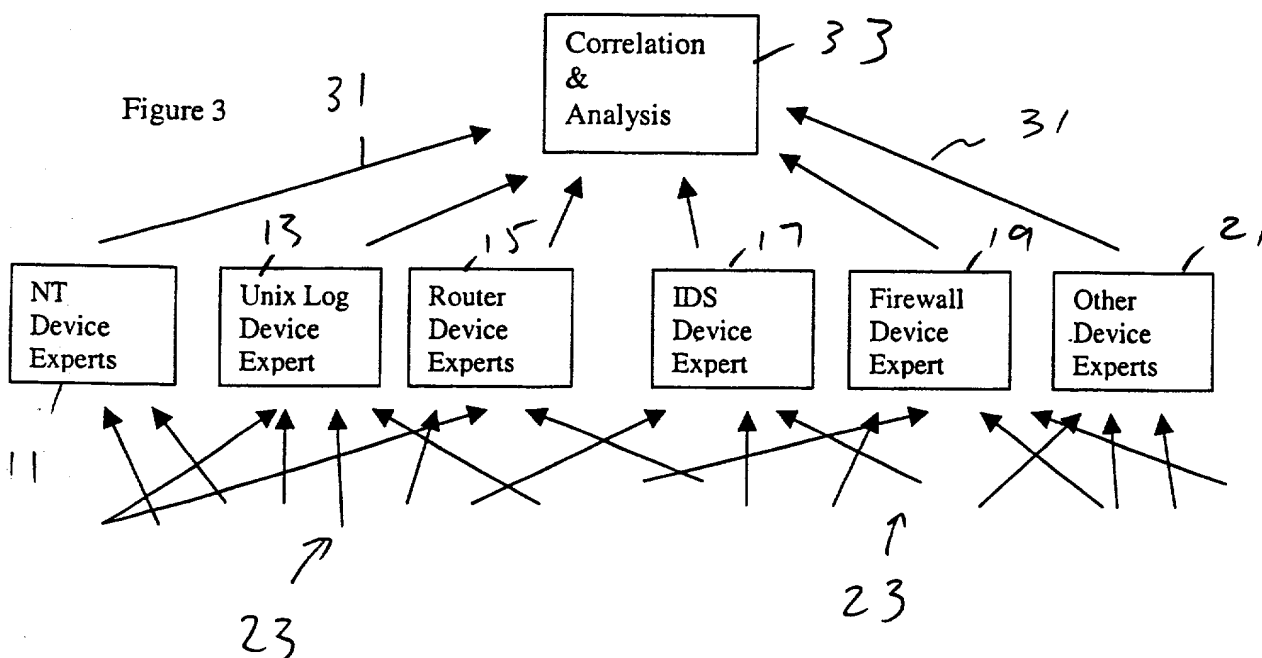 Correlation
&
Analysis
33
Figure 3
31
31
13
15
17
19
21
NT
Device
Experts
Unix Log
Device
Expert
Router
Device
Experts
IDS
Device
Expert
Firewall
Device
Expert
Other
Device
Experts
11
23
23